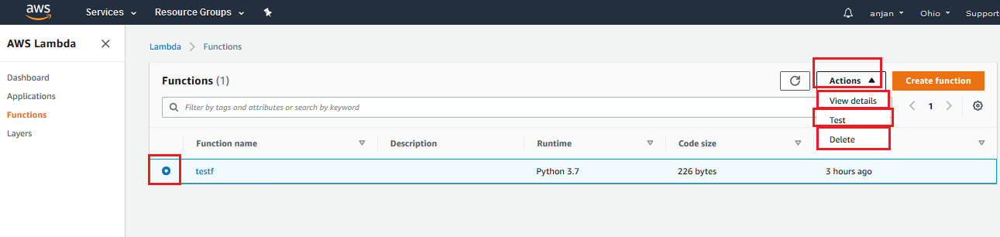 aws Services Resource Groups anjan Ohio Support
AWS Lambda
Lambda > Functions
Dashboard
Applications
Functions
Layers
Functions (1) Actions Create function
Filter by tags and attributes or search by keyword View details 1
Test
Delete
Function name Description Runtime Code size
testf Python 3.7 226 bytes 3 hours ago